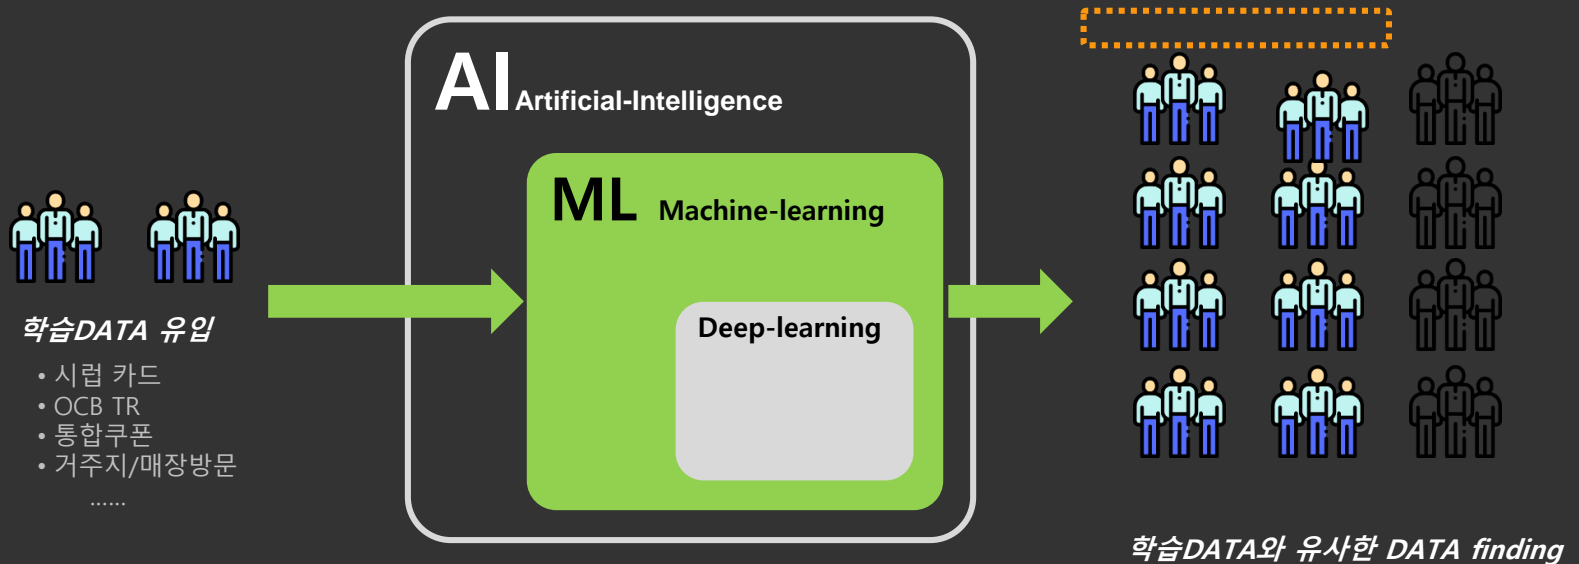 AI Artificial-Intelligence
ML Machine-learning
Deep-learning
학습DATA 유입
• 시럽 카드
• OCB TR
• 통합쿠폰
• 거주지/매장방문
......
학습DATA와 유사한 DATA finding